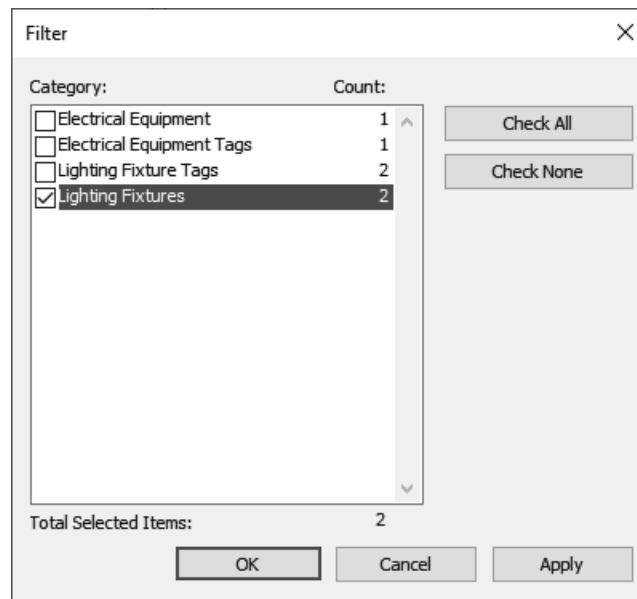 Filter
Category: Count:
Electrical Equipment 1
Electrical Equipment Tags 1
Lighting Fixture Tags 2
Lighting Fixtures 2
Check All
Check None
Total Selected Items: 2
OK Cancel Apply